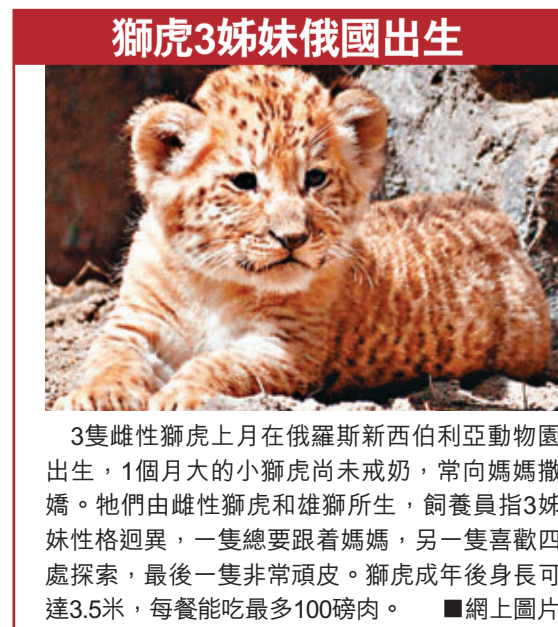 獅虎3姊妹俄國出生
3隻雌性獅虎上月在俄羅斯新西伯利亞動物園
出生，1個月大的小獅虎尚未戒奶，常向媽媽撒
嬌。牠們由雌性獅虎和雄獅所生，飼養員指3姊
妹性格迥異，一隻總要跟着媽媽，另一隻喜歡四
處探索，最後一隻非常頑皮。獅虎成年後身長可
達3.5米，每餐能吃最多100磅肉。 ■網上圖片